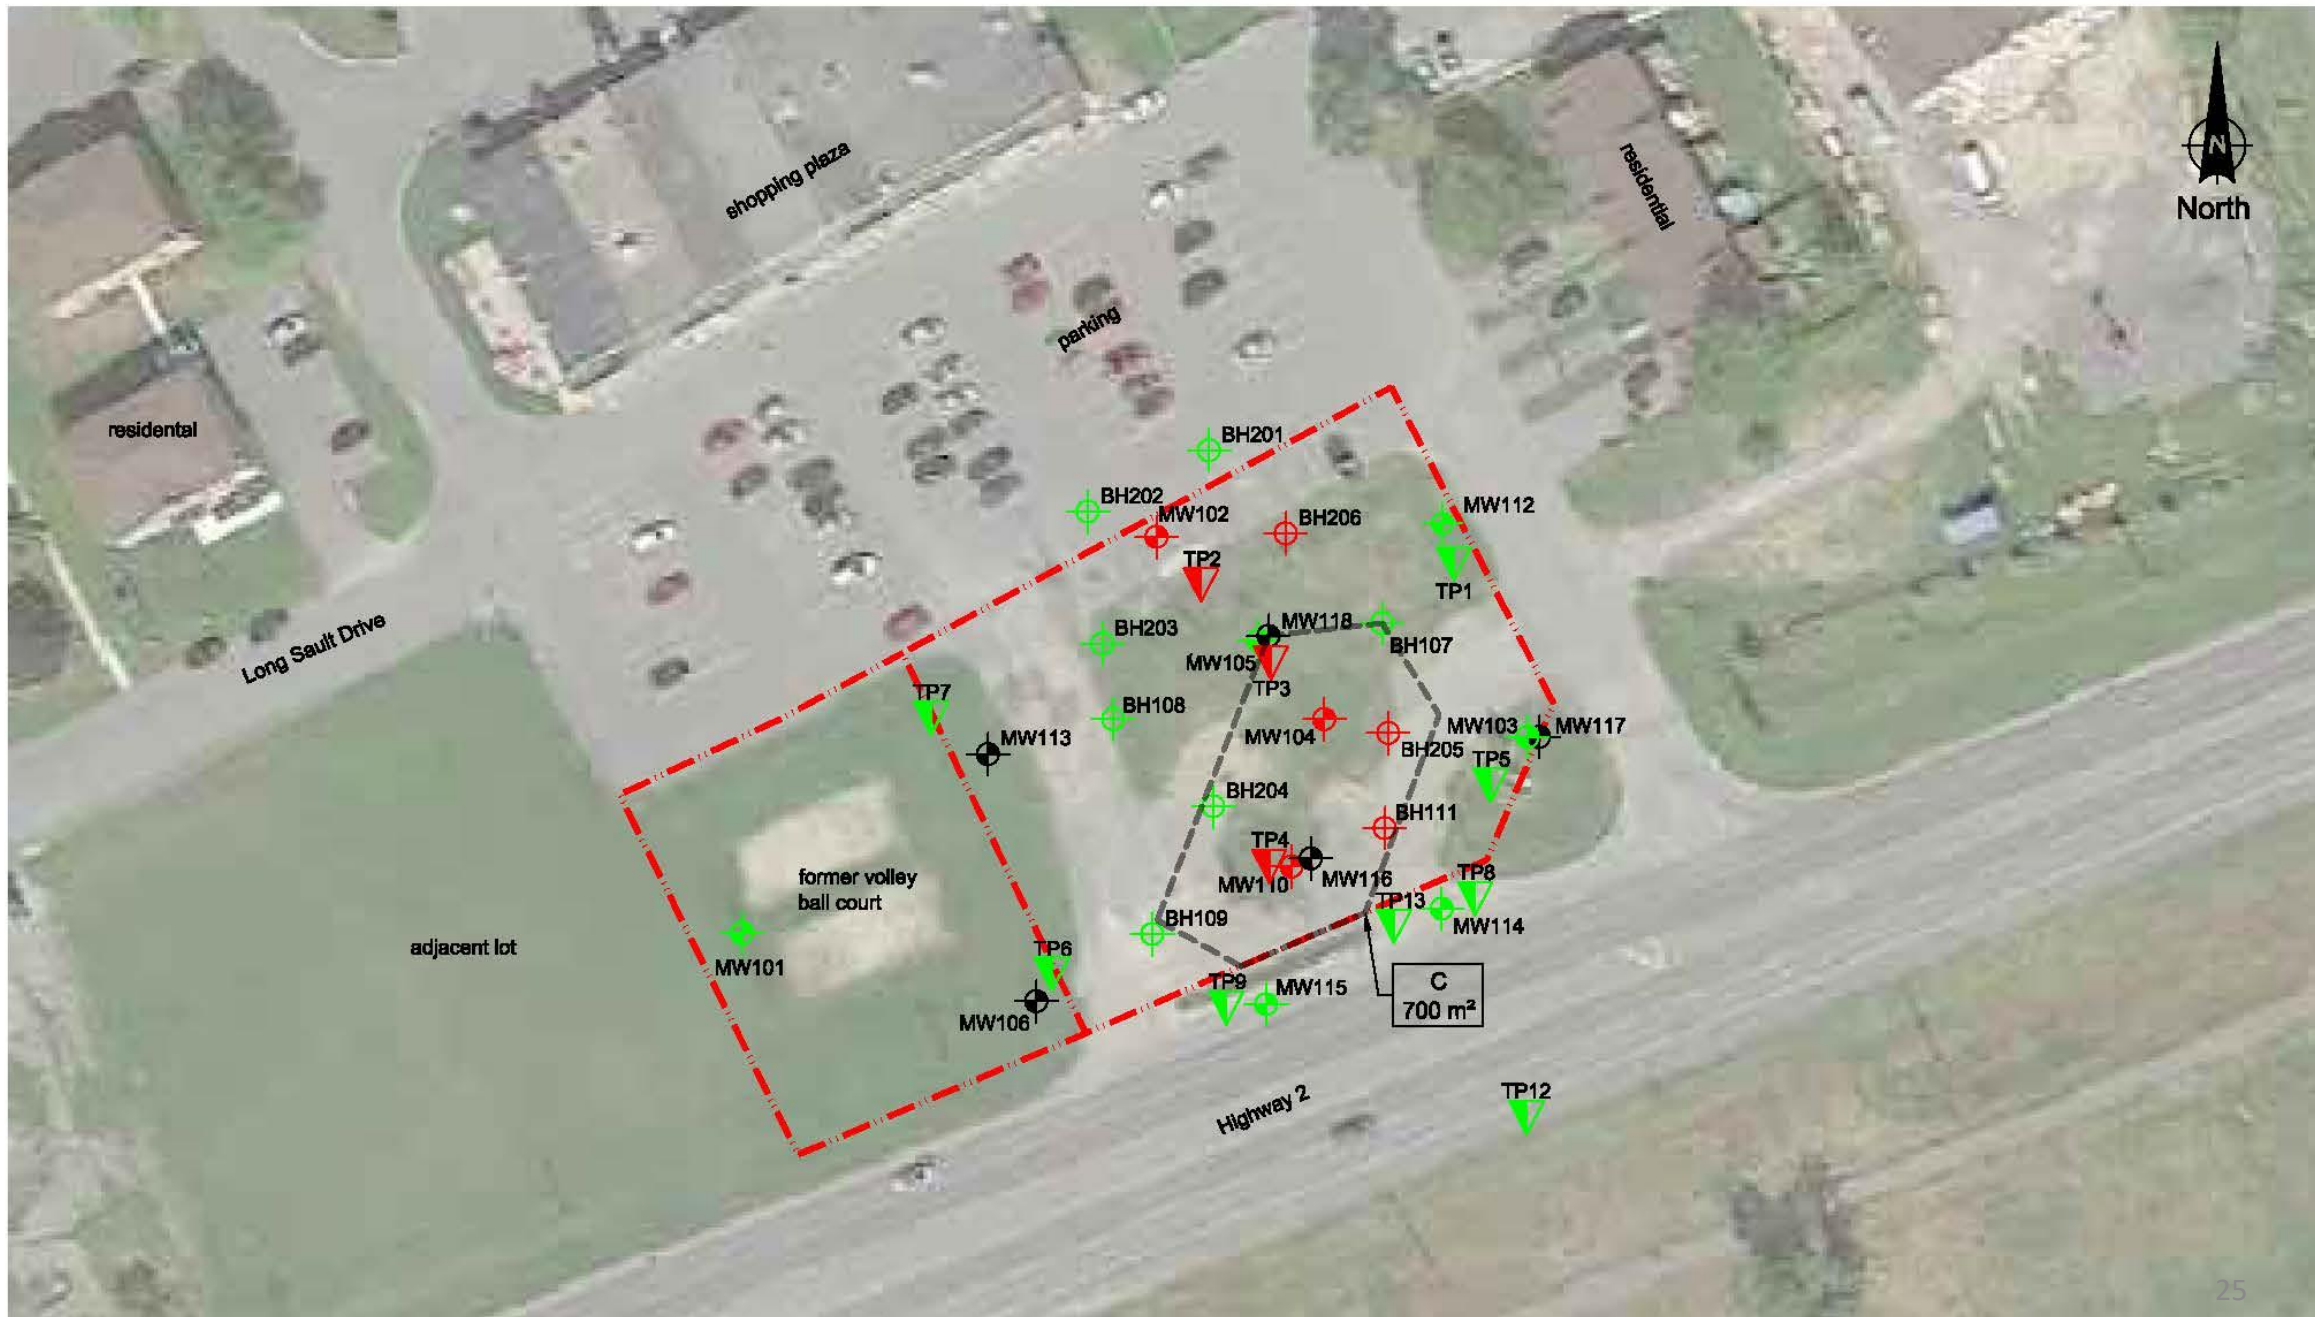 shopping plaza
residential
N
North
parking
residental
BH201
BH202
MW102
BH206
MW112
TP2
TP1
Long Sault Drive
BH203
MW118
BH107
MW105
TP3
TP7
BH108
MW113
MW104
BH205
MW103
MW117
TP5
BH204
BH111
TP4
MW110
MW116
former volley
ball court
TP8
TP13
MW114
BH109
adjacent lot
MW101
TP6
MW106
TP9
MW115
C
700 m²
Highway 2
TP12
25